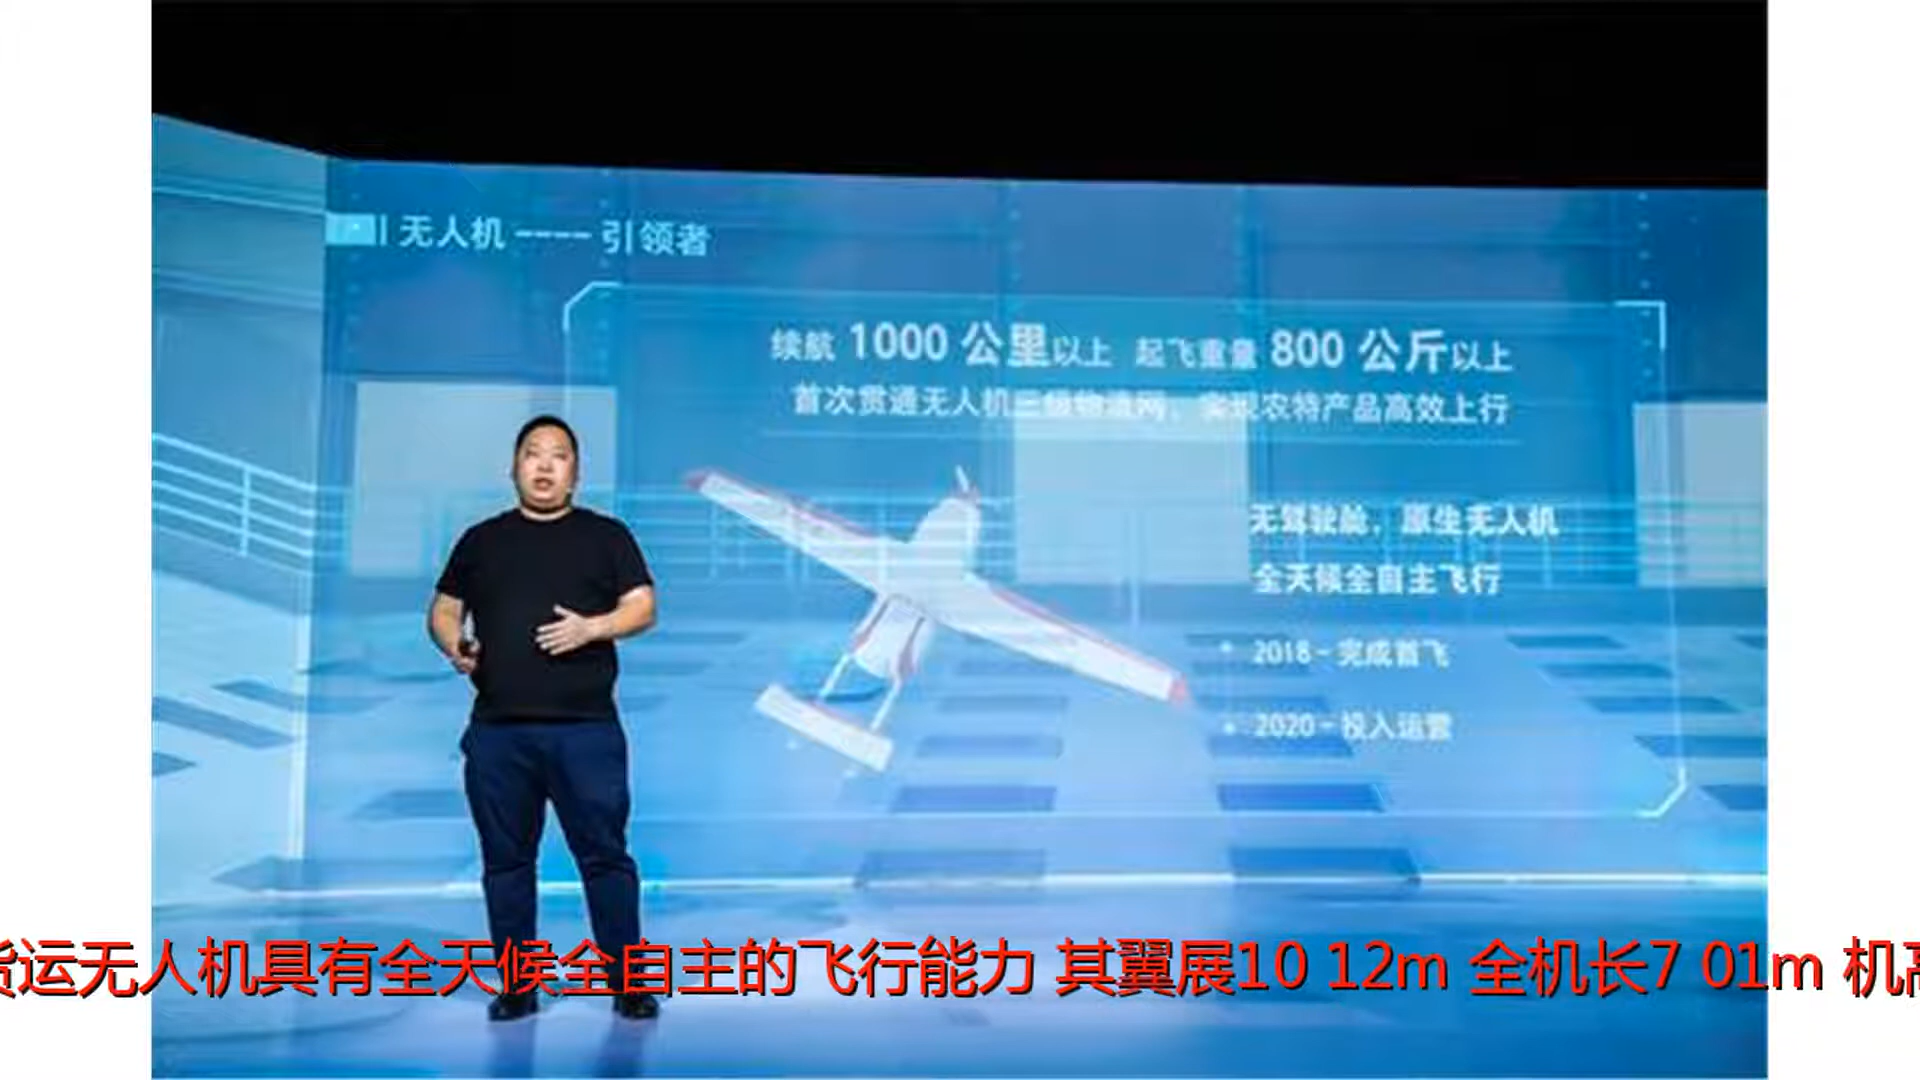 无人机----引领者
续航 1000 公里以上 起飞重量 800 公斤以上
首次贯通无人机三级物流网，实现农特产品高效上行
无驾驶舱，原生无人机
全天候全自主飞行
2018-完成首飞
2020-投入运营
货运无人机具有全天候全自主的飞行能力 其翼展10 12m 全机长7 01m 机高